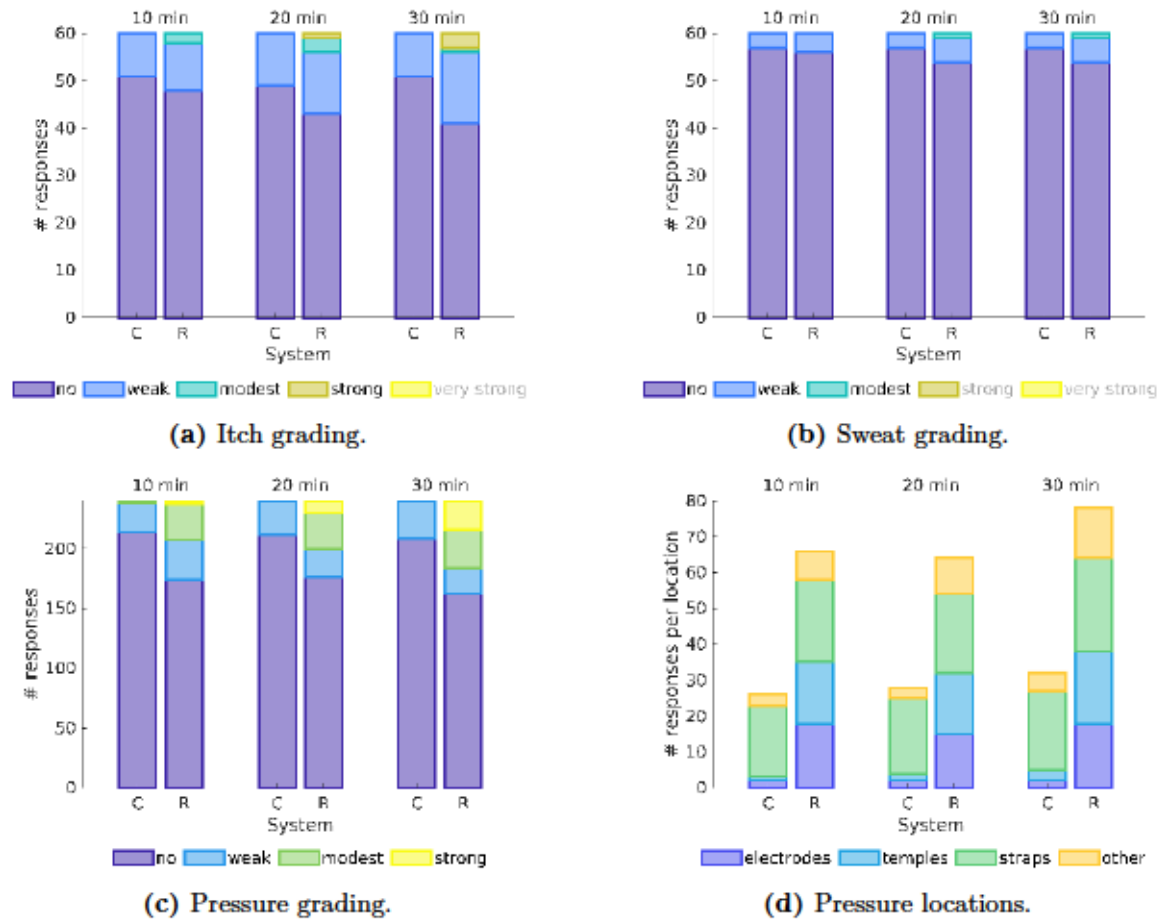 10 min 20 min 30 min
60
50
40
30
20
10
0
# responses
C R C R C R
System
no weak modest strong very strong
(a) Itch grading.
10 min 20 min 30 min
60
50
40
30
20
10
0
# responses
C R C R C R
System
no weak modest strong very strong
(b) Sweat grading.
10 min 20 min 30 min
200
150
100
50
0
# responses
C R C R C R
System
no weak modest strong
(c) Pressure grading.
10 min 20 min 30 min
80
70
60
50
40
30
20
10
0
# responses per location
C R C R C R
System
electrodes temples straps other
(d) Pressure locations.